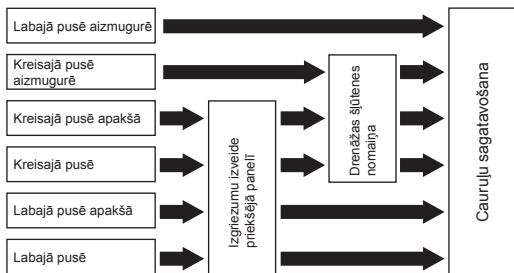 Labajā pusē aizmugurē
Kreisajā pusē
aizmugurē
Kreisajā pusē apakšā
Kreisajā pusē
Labajā pusē apakšā
Labajā pusē
Izgriezumu izveide
priekšējā panelī
Drenāžas šļūtenes
nomaiņa
Cauruļu sagatavošana